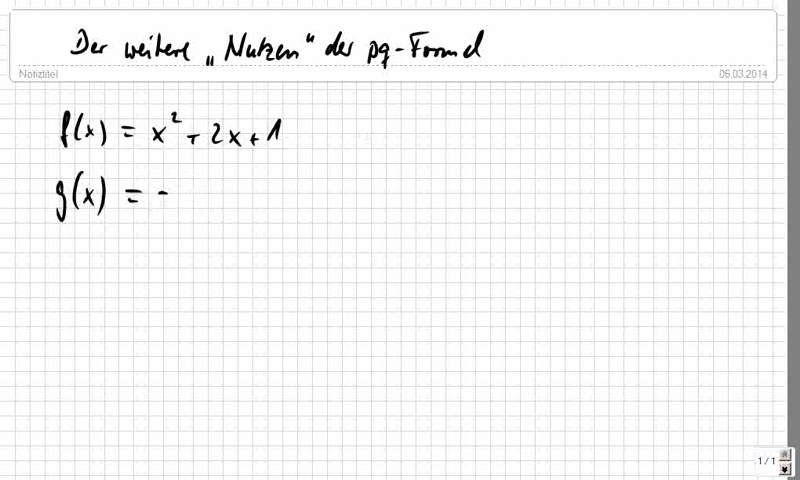 Der weitere „Nutzen“ der pq-Formel
Notiztitel
06.03.2014
f(x) = x² + 2x + 1
g(x) = -
1/1